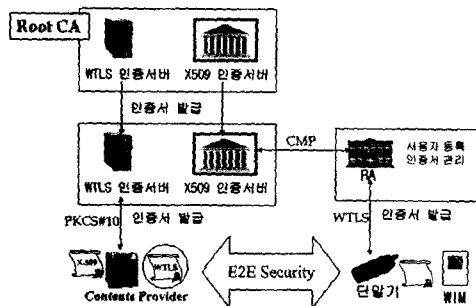 Root CA
WTLS 인증서버 X509 인증서버
인증서 발급
WTLS 인증서버 X509 인증서버
CMP
사용자 등록
인증서 관리
RA
PKCS#10 인증서 발급
WTLS 인증서 발급
X.509
WTLS
Contents Provider
E2E Security
단말기
WIM